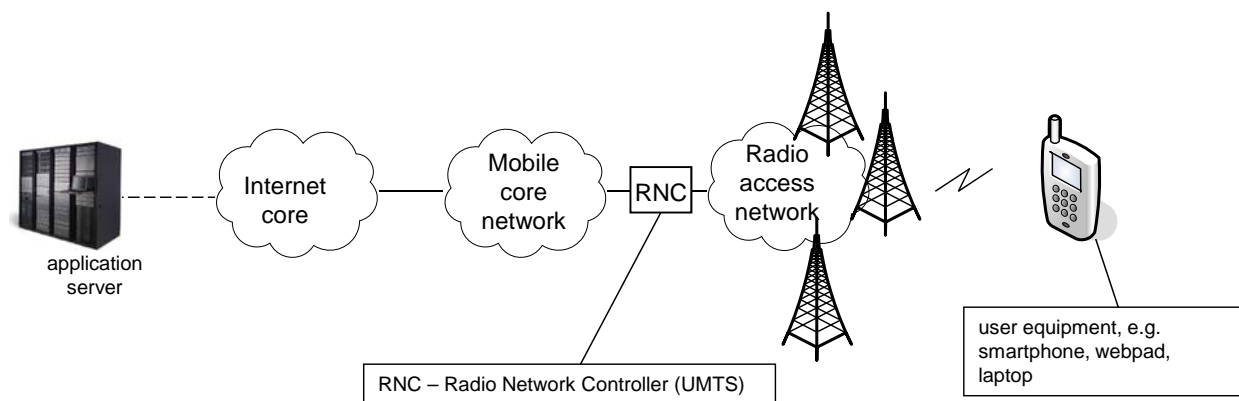 application
server
Internet
core
Mobile
core
network
RNC
Radio
access
network
RNC – Radio Network Controller (UMTS)
user equipment, e.g.
smartphone, webpad,
laptop